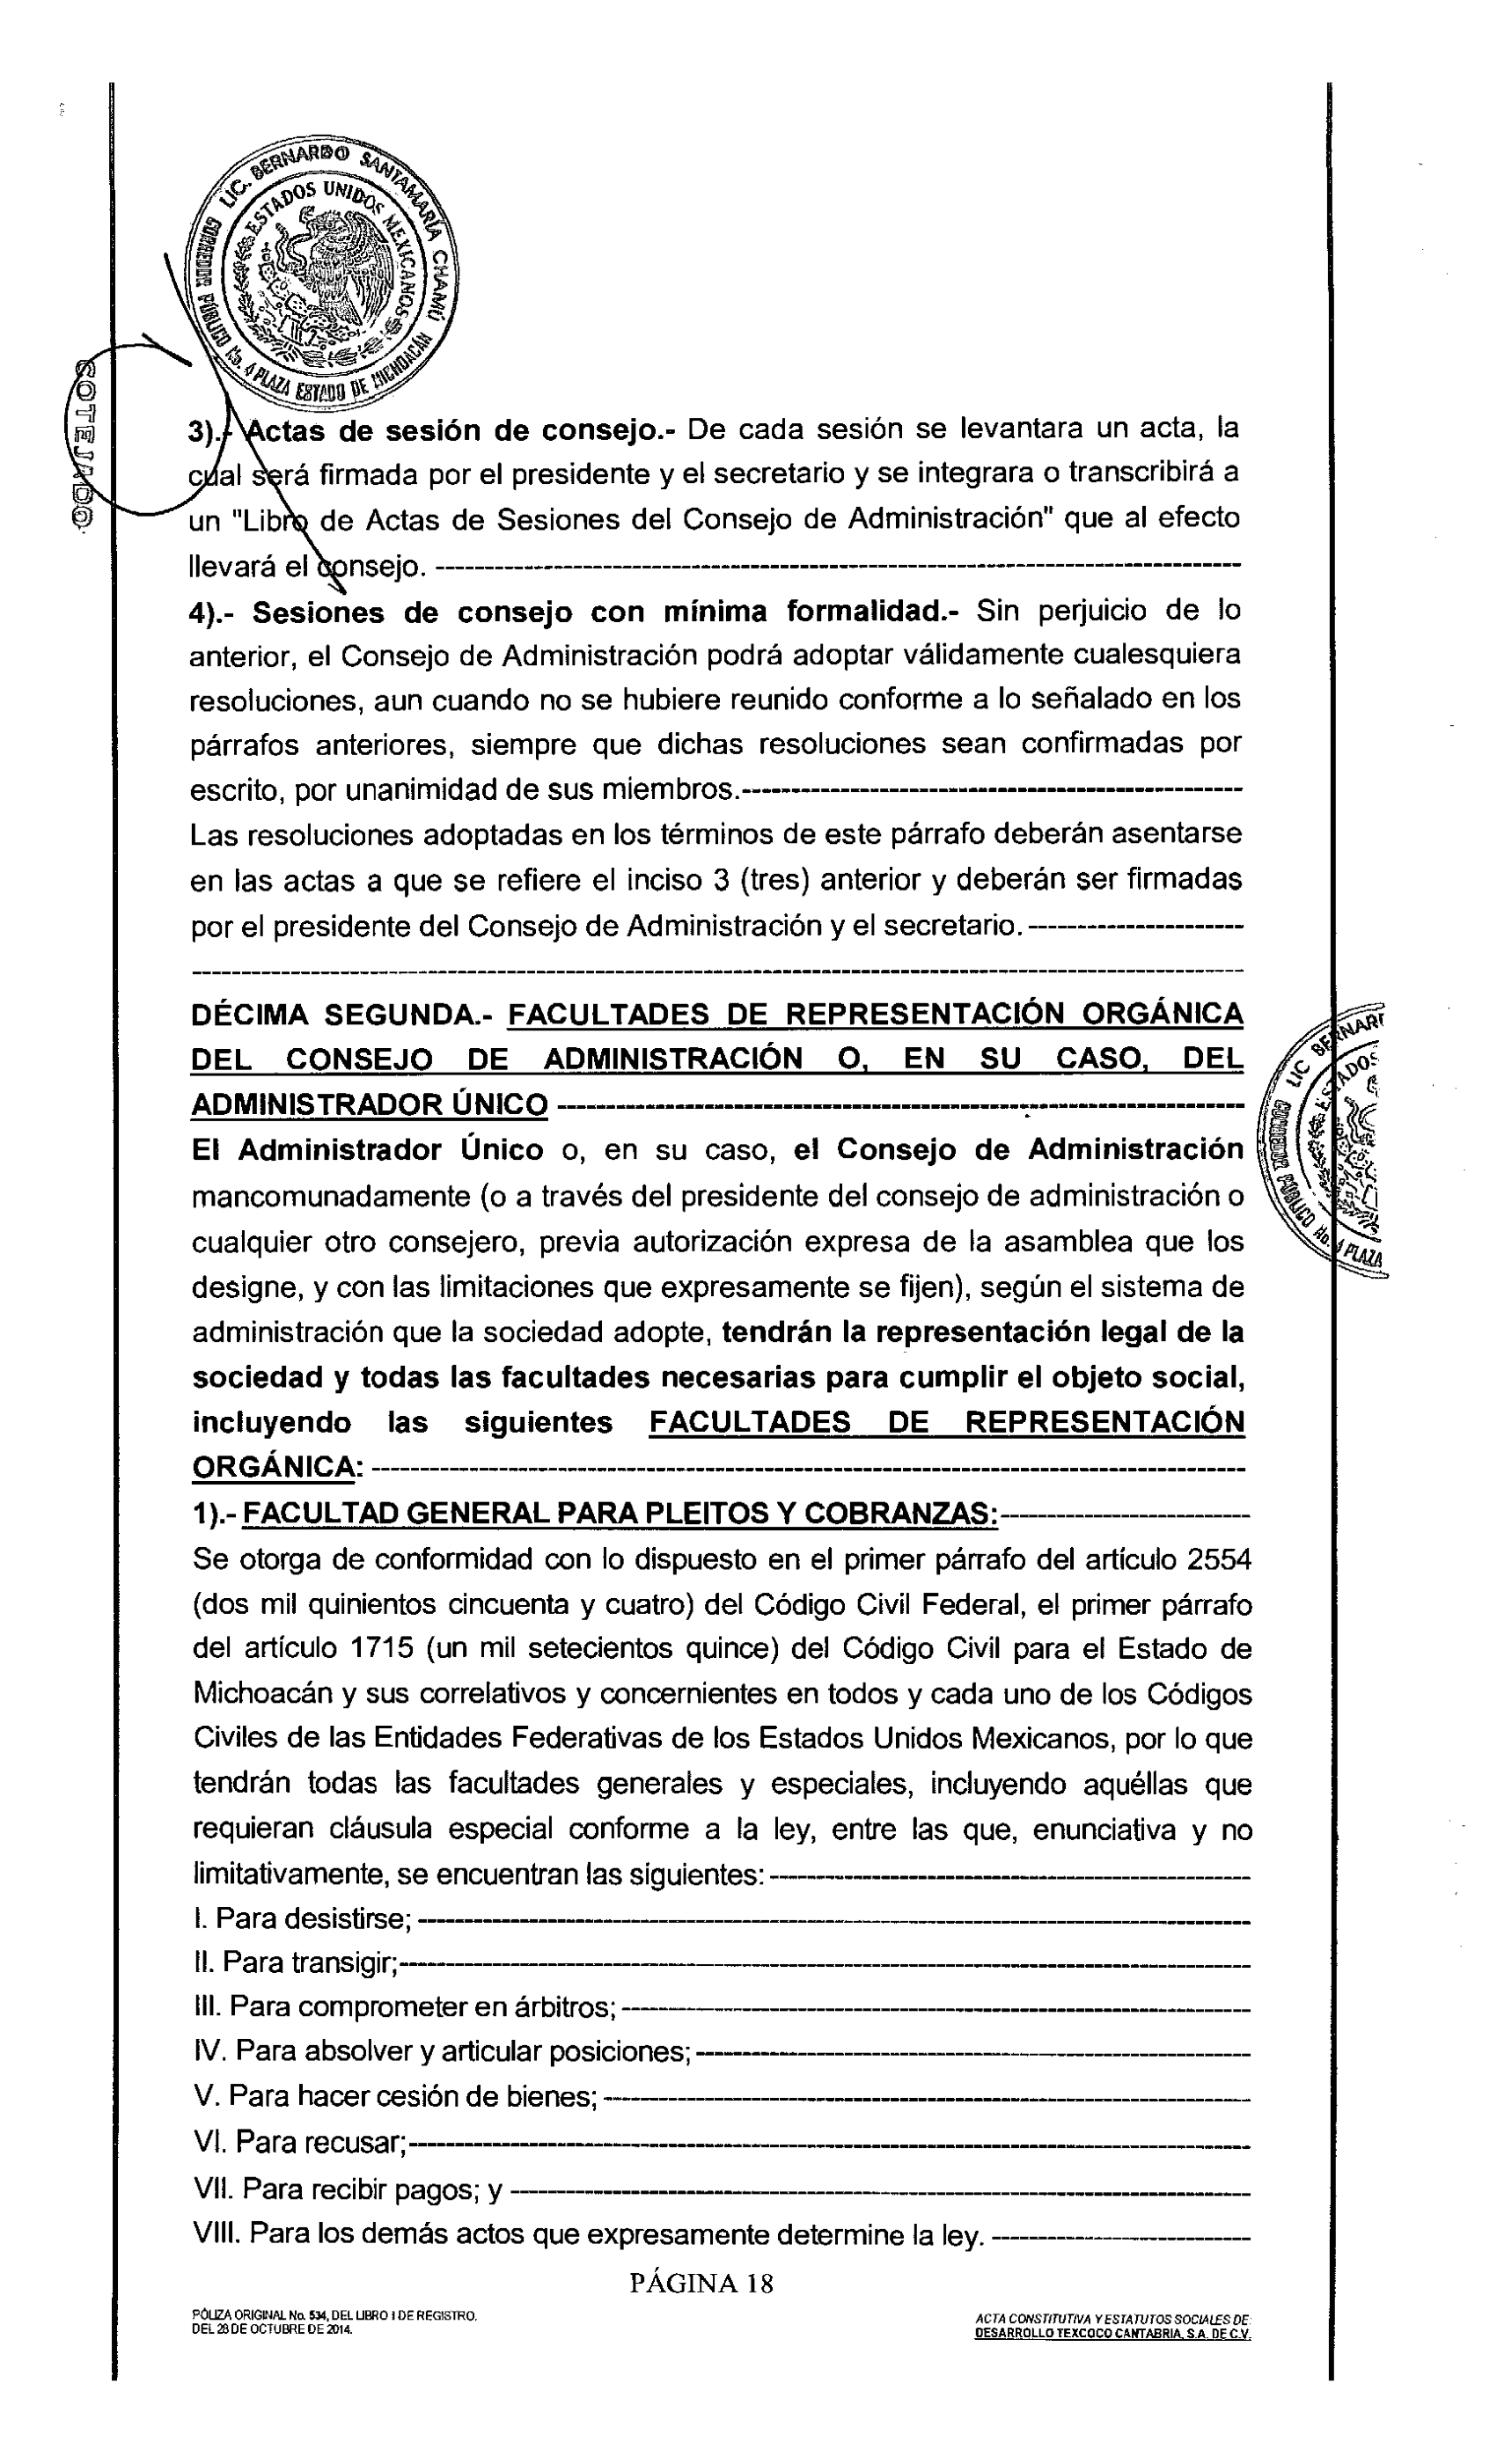 LIC. BERNARDO SANTAMARÍA CHAMÚ
ESTADOS UNIDOS MEXICANOS
CORREDOR PÚBLICO No. 4 PLAZA ESTADO DE MICHOACÁN
COTEJADO
3).- Actas de sesión de consejo.- De cada sesión se levantara un acta, la
cual será firmada por el presidente y el secretario y se integrara o transcribirá a
un "Libro de Actas de Sesiones del Consejo de Administración" que al efecto
llevará el consejo. ---
4).- Sesiones de consejo con mínima formalidad.- Sin perjuicio de lo
anterior, el Consejo de Administración podrá adoptar válidamente cualesquiera
resoluciones, aun cuando no se hubiere reunido conforme a lo señalado en los
párrafos anteriores, siempre que dichas resoluciones sean confirmadas por
escrito, por unanimidad de sus miembros.---
Las resoluciones adoptadas en los términos de este párrafo deberán asentarse
en las actas a que se refiere el inciso 3 (tres) anterior y deberán ser firmadas
por el presidente del Consejo de Administración y el secretario. ---
---
DÉCIMA SEGUNDA.- FACULTADES DE REPRESENTACIÓN ORGÁNICA
DEL CONSEJO DE ADMINISTRACIÓN O, EN SU CASO, DEL
ADMINISTRADOR ÚNICO ---
El Administrador Único o, en su caso, el Consejo de Administración
mancomunadamente (o a través del presidente del consejo de administración o
cualquier otro consejero, previa autorización expresa de la asamblea que los
designe, y con las limitaciones que expresamente se fijen), según el sistema de
administración que la sociedad adopte, tendrán la representación legal de la
sociedad y todas las facultades necesarias para cumplir el objeto social,
incluyendo las siguientes FACULTADES DE REPRESENTACIÓN
ORGÁNICA: ---
1).- FACULTAD GENERAL PARA PLEITOS Y COBRANZAS:---
Se otorga de conformidad con lo dispuesto en el primer párrafo del artículo 2554
(dos mil quinientos cincuenta y cuatro) del Código Civil Federal, el primer párrafo
del artículo 1715 (un mil setecientos quince) del Código Civil para el Estado de
Michoacán y sus correlativos y concernientes en todos y cada uno de los Códigos
Civiles de las Entidades Federativas de los Estados Unidos Mexicanos, por lo que
tendrán todas las facultades generales y especiales, incluyendo aquéllas que
requieran cláusula especial conforme a la ley, entre las que, enunciativa y no
limitativamente, se encuentran las siguientes: ---
I. Para desistirse; ---
II. Para transigir;---
III. Para comprometer en árbitros; ---
IV. Para absolver y articular posiciones; ---
V. Para hacer cesión de bienes; ---
VI. Para recusar;---
VII. Para recibir pagos; y ---
VIII. Para los demás actos que expresamente determine la ley. ---
PÁGINA 18
PÓLIZA ORIGINAL No. 534, DEL LIBRO I DE REGISTRO.
DEL 28 DE OCTUBRE DE 2014.
ACTA CONSTITUTIVA Y ESTATUTOS SOCIALES DE:
DESARROLLO TEXCOCO CANTABRIA, S.A. DE C.V.